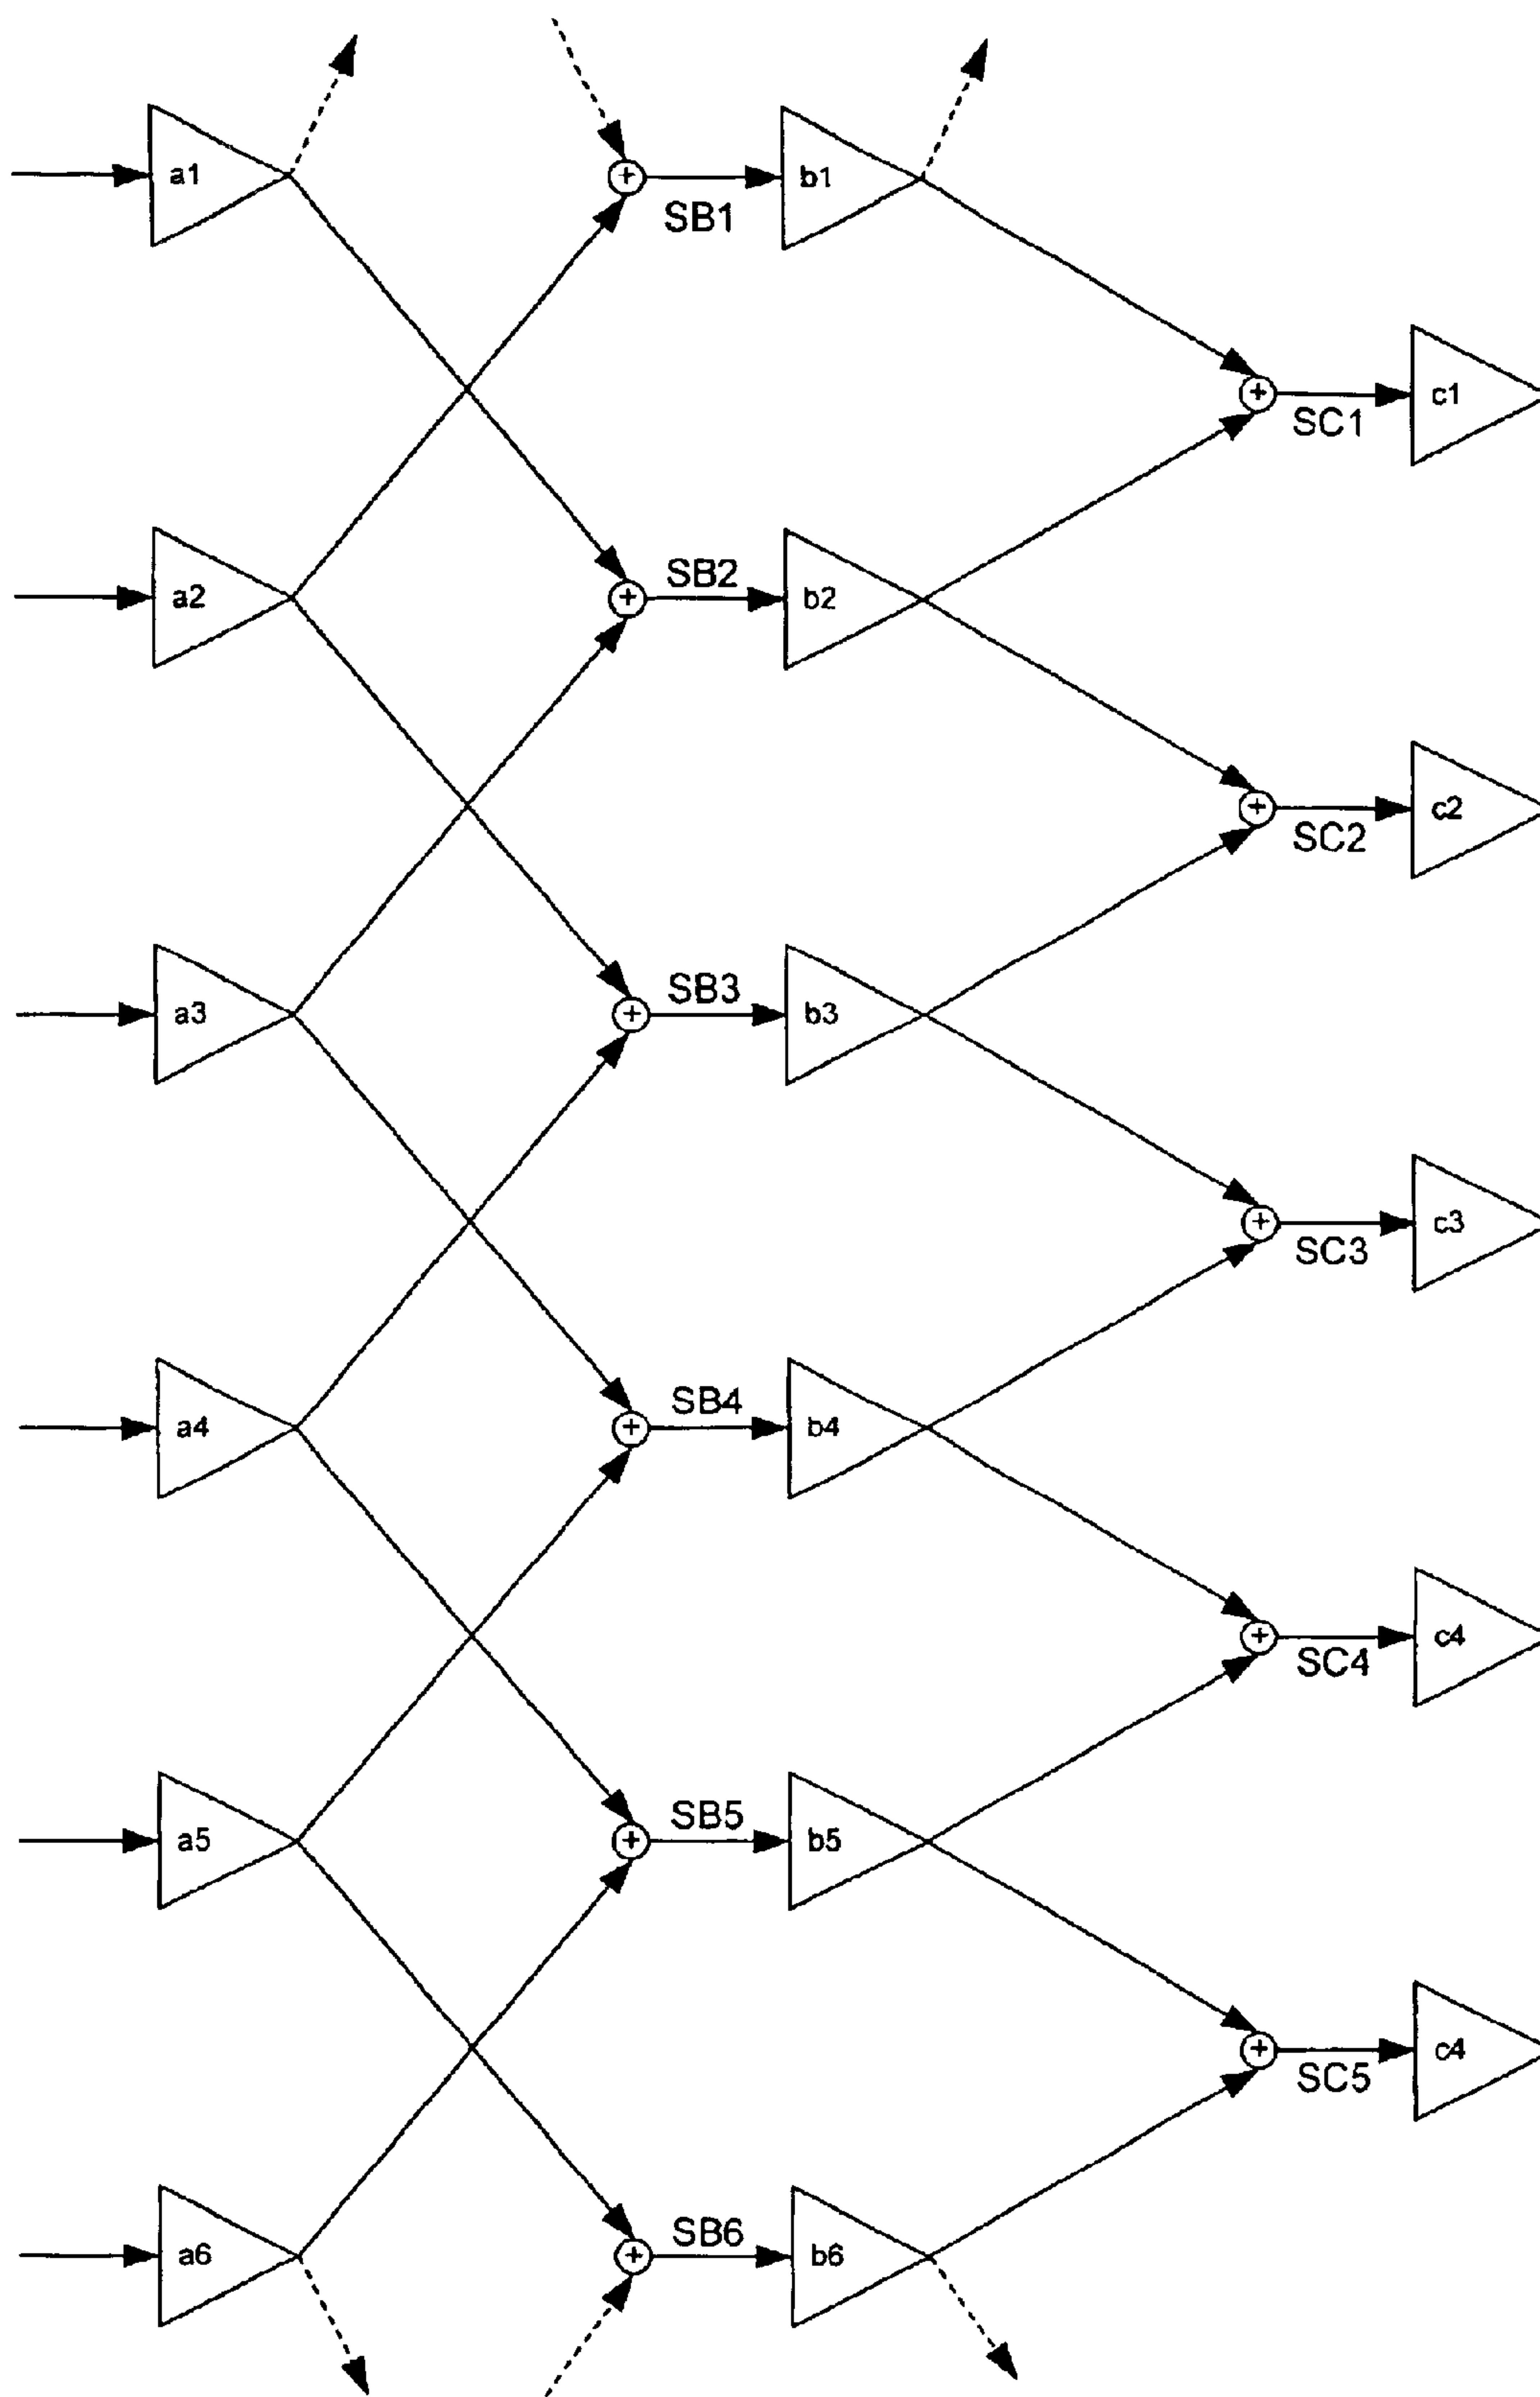 a1
+
SB1
b1
+
SC1
c1
a2
+
SB2
b2
+
SC2
c2
a3
+
SB3
b3
+
SC3
c3
a4
+
SB4
b4
+
SC4
c4
a5
+
SB5
b5
+
SC5
c4
a6
+
SB6
b6